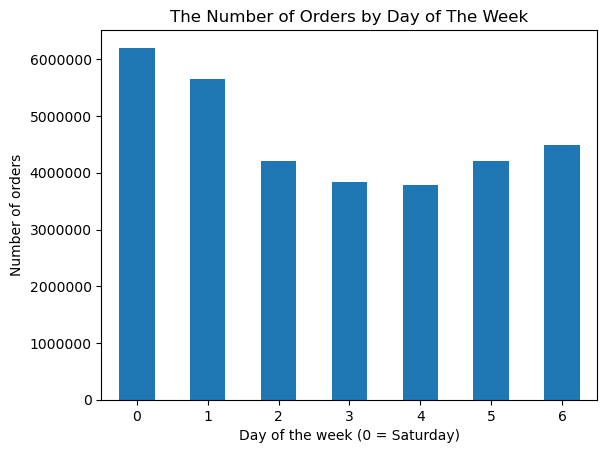 The Number of Orders by Day of The Week
Number of orders
6000000
5000000
4000000
3000000
2000000
1000000
0
0 1 2 3 4 5 6
Day of the week (0 = Saturday)